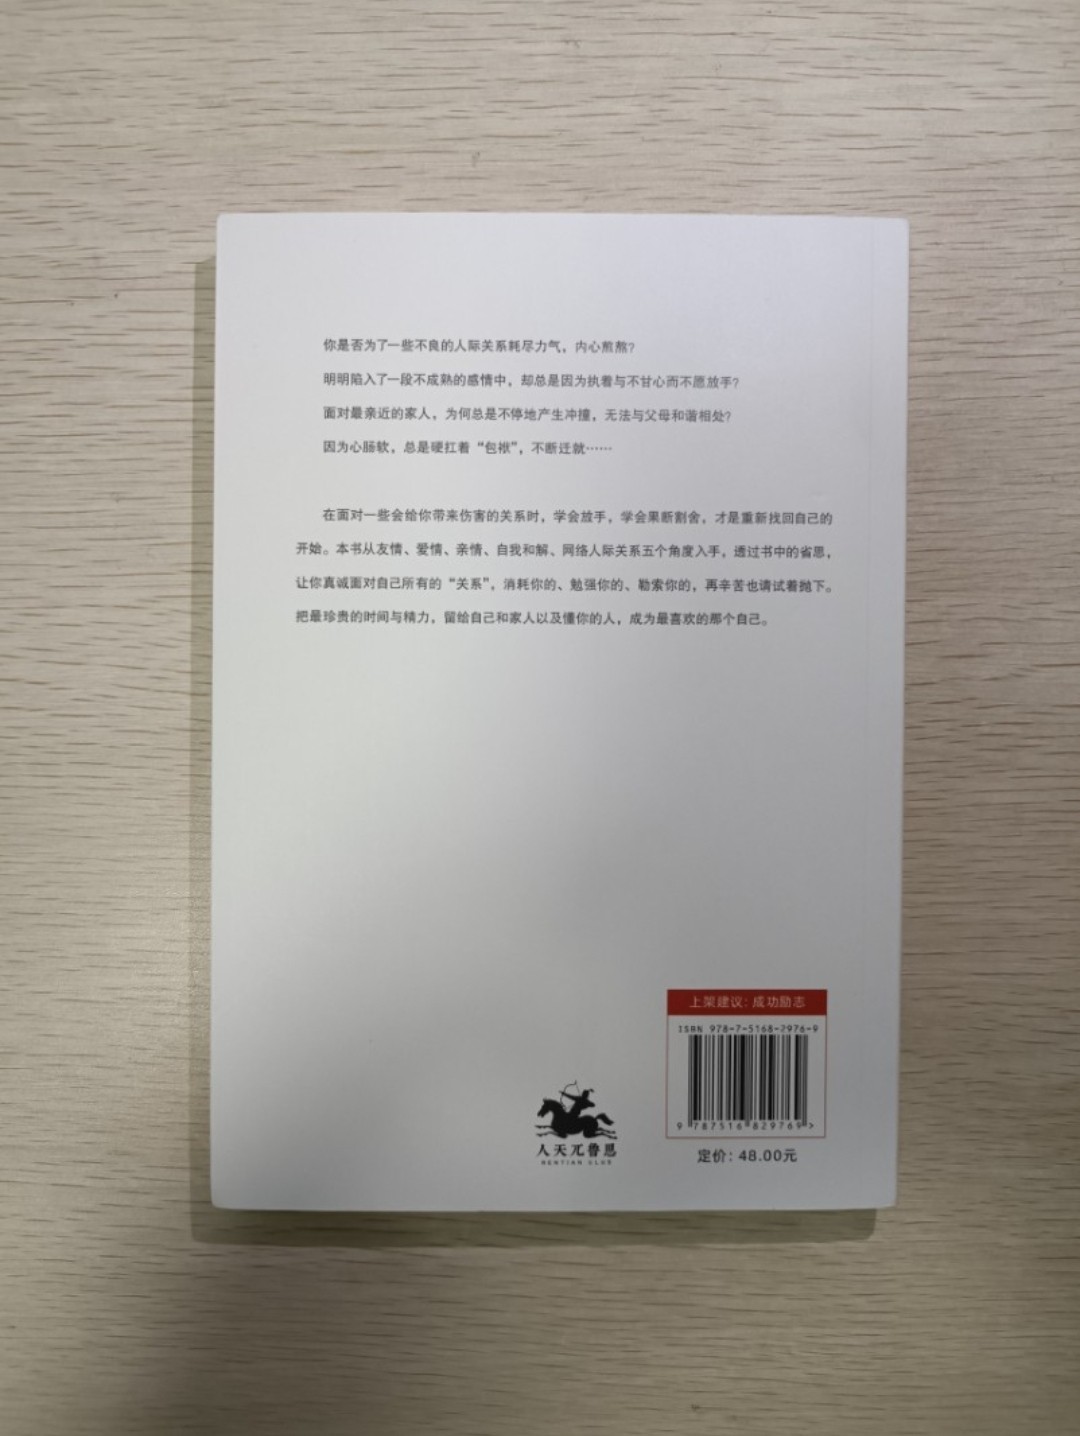 你是否为了一些不良的人际关系耗尽力气，内心煎熬？
明明陷入了一段不成熟的感情中，却总是因为执着与不甘心而不愿放手？
面对最亲近的家人，为何总是不停地产生冲撞，无法与父母和谐相处？
因为心肠软，总是硬扛着“包袱”，不断迁就……
在面对一些会给你带来伤害的关系时，学会放手，学会果断割舍，才是重新找回自己的
开始。本书从友情、爱情、亲情、自我和解、网络人际关系五个角度入手，透过书中的省思，
让你真诚面对自己所有的“关系”，消耗你的、勉强你的、勒索你的，再辛苦也请试着抛下。
把最珍贵的时间与精力，留给自己和家人以及懂你的人，成为最喜欢的那个自己。
上架建议：成功励志
ISBN 978-7-5168-2976-9
9 787516 829769 >
人天兀鲁思
RENTIAN ULUS
定价：48.00元